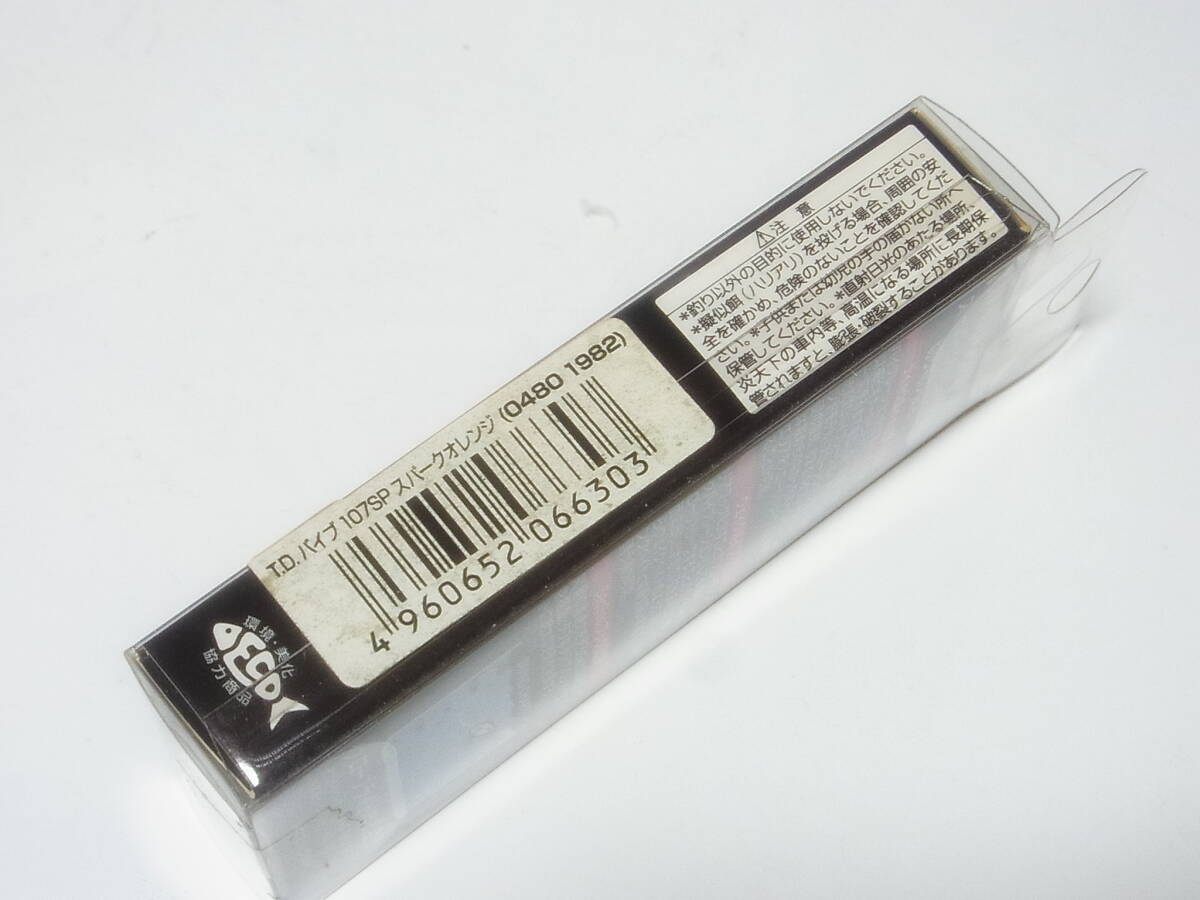 T.D.バイブ 107SP スパークオレンジ (0480 1982)
4 960652 066303
⚠注 意
*釣り以外の目的に使用しないでください。
*擬似餌(ハリアリ)を投げる場合、周囲の安
全を確かめ、危険のないことを確認してくだ
さい。*子供または幼児の手の届かない所へ
保管してください。*直射日光のあたる場所、
炎天下の車内等、高温になる場所に長期保
管されますと、膨張・破裂することがあります。
環境・美化
ECO
協力商品